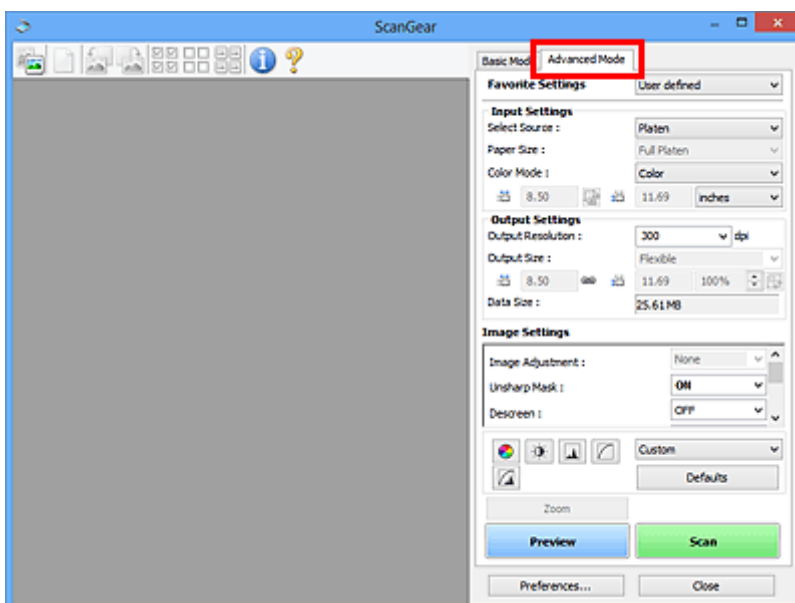 ScanGear
Basic Mode Advanced Mode
Favorite Settings User defined
Input Settings
Select Source : Platen
Paper Size : Full Platen
Color Mode : Color
8.50 11.69 inches
Output Settings
Output Resolution : 300 dpi
Output Size : Flexible
8.50 11.69 100%
Data Size : 25.61MB
Image Settings
Image Adjustment : None
Unsharp Mask : ON
Descreen : OFF
Custom
Defaults
Zoom
Preview Scan
Preferences... Close